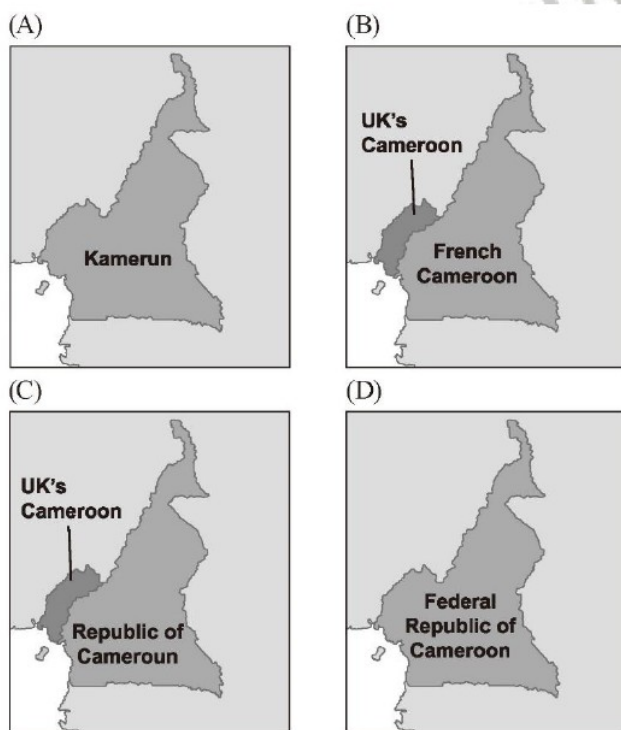 (A)
Kamerun
(B)
UK's
Cameroon
French
Cameroon
(C)
UK's
Cameroon
Republic of
Cameroun
(D)
Federal
Republic of
Cameroon